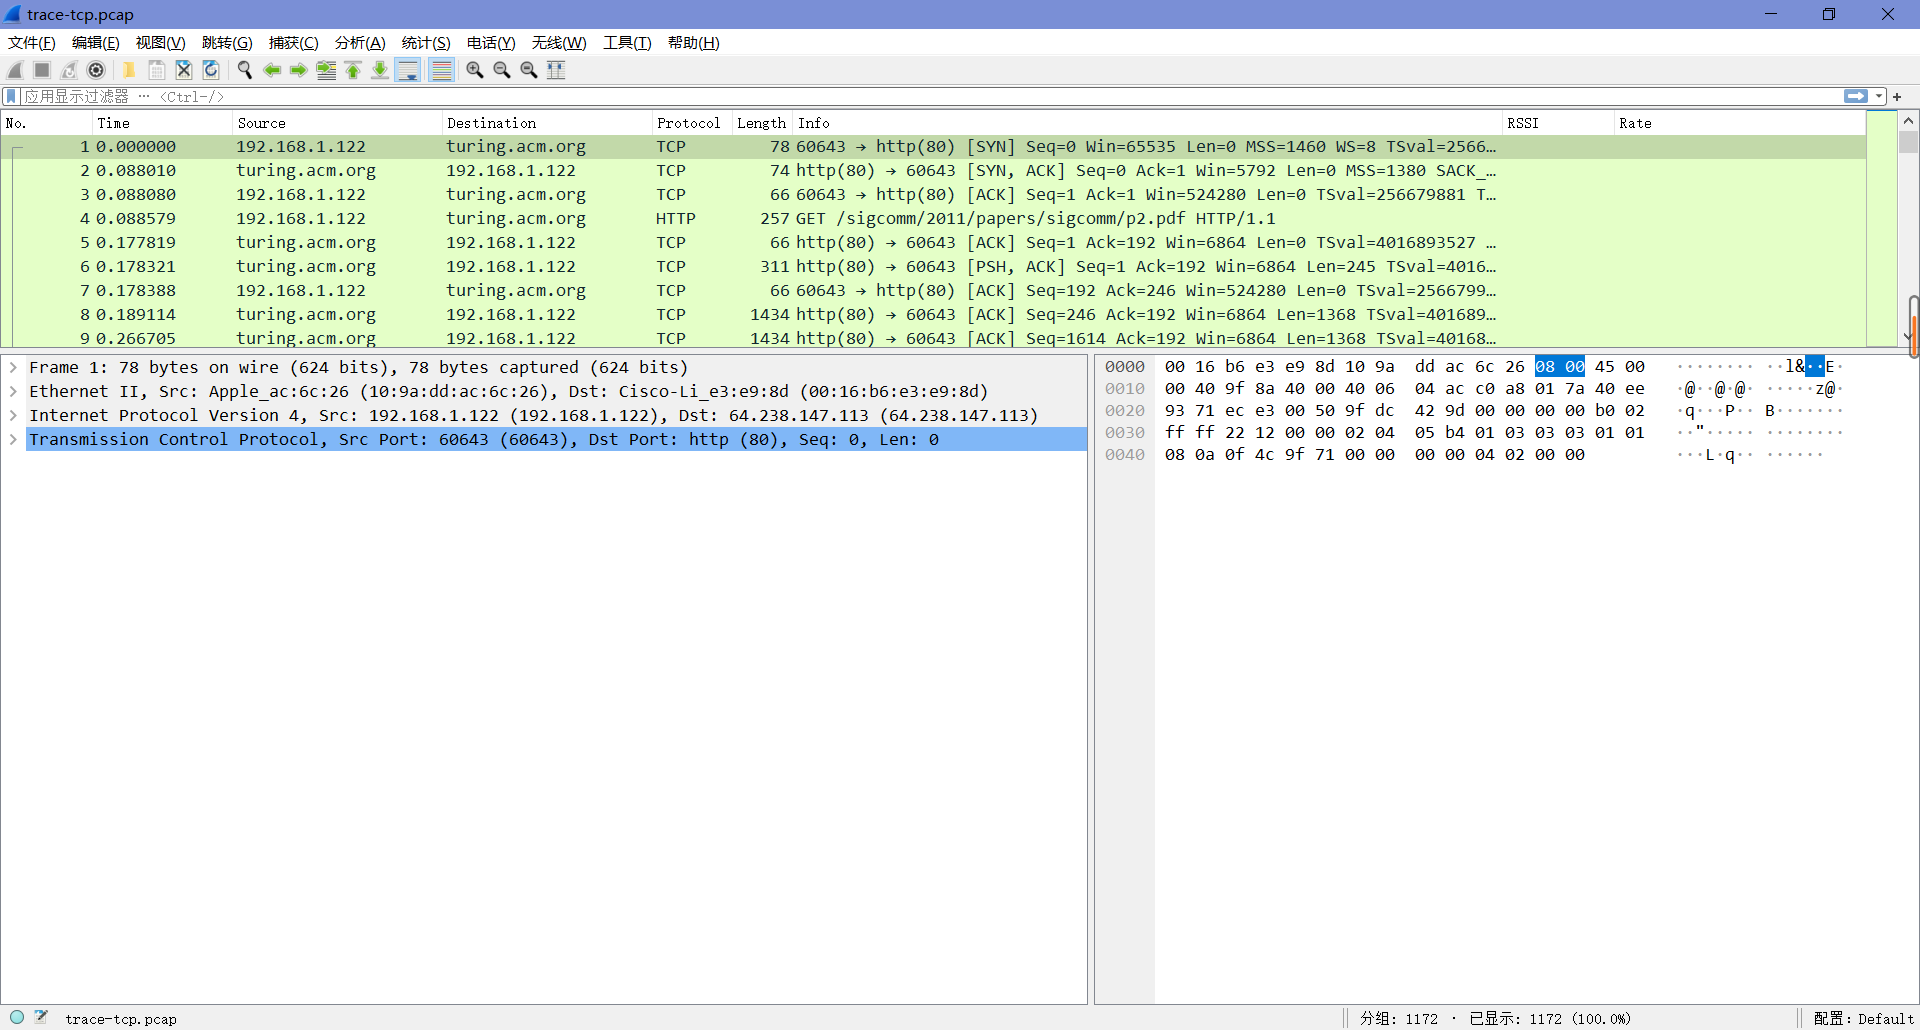 trace-tcp.pcap
文件(F) 编辑(E) 视图(V) 跳转(G) 捕获(C) 分析(A) 统计(S) 电话(Y) 无线(W) 工具(T) 帮助(H)
应用显示过滤器 … <Ctrl-/>
No. Time Source Destination Protocol Length Info RSSI Rate
1 0.000000 192.168.1.122 turing.acm.org TCP 78 60643 → http(80) [SYN] Seq=0 Win=65535 Len=0 MSS=1460 WS=8 TSval=2566…
2 0.088010 turing.acm.org 192.168.1.122 TCP 74 http(80) → 60643 [SYN, ACK] Seq=0 Ack=1 Win=5792 Len=0 MSS=1380 SACK_…
3 0.088080 192.168.1.122 turing.acm.org TCP 66 60643 → http(80) [ACK] Seq=1 Ack=1 Win=524280 Len=0 TSval=256679881 T…
4 0.088579 192.168.1.122 turing.acm.org HTTP 257 GET /sigcomm/2011/papers/sigcomm/p2.pdf HTTP/1.1
5 0.177819 turing.acm.org 192.168.1.122 TCP 66 http(80) → 60643 [ACK] Seq=1 Ack=192 Win=6864 Len=0 TSval=4016893527 …
6 0.178321 turing.acm.org 192.168.1.122 TCP 311 http(80) → 60643 [PSH, ACK] Seq=1 Ack=192 Win=6864 Len=245 TSval=4016…
7 0.178388 192.168.1.122 turing.acm.org TCP 66 60643 → http(80) [ACK] Seq=192 Ack=246 Win=524280 Len=0 TSval=2566799…
8 0.189114 turing.acm.org 192.168.1.122 TCP 1434 http(80) → 60643 [ACK] Seq=246 Ack=192 Win=6864 Len=1368 TSval=401689…
9 0.266705 turing.acm.org 192.168.1.122 TCP 1434 http(80) → 60643 [ACK] Seq=1614 Ack=192 Win=6864 Len=1368 TSval=40168…
Frame 1: 78 bytes on wire (624 bits), 78 bytes captured (624 bits)
Ethernet II, Src: Apple_ac:6c:26 (10:9a:dd:ac:6c:26), Dst: Cisco-Li_e3:e9:8d (00:16:b6:e3:e9:8d)
Internet Protocol Version 4, Src: 192.168.1.122 (192.168.1.122), Dst: 64.238.147.113 (64.238.147.113)
Transmission Control Protocol, Src Port: 60643 (60643), Dst Port: http (80), Seq: 0, Len: 0
0000 00 16 b6 e3 e9 8d 10 9a dd ac 6c 26 08 00 45 00 ········ ··l&··E·
0010 00 40 9f 8a 40 00 40 06 04 ac c0 a8 01 7a 40 ee ·@··@·@· ·····z@·
0020 93 71 ec e3 00 50 9f dc 42 9d 00 00 00 00 b0 02 ·q···P·· B·······
0030 ff ff 22 12 00 00 02 04 05 b4 01 03 03 03 01 01 ··"····· ········
0040 08 0a 0f 4c 9f 71 00 00 00 00 04 02 00 00 ···L·q·· ······
trace-tcp.pcap 分组: 1172 · 已显示: 1172 (100.0%) 配置: Default